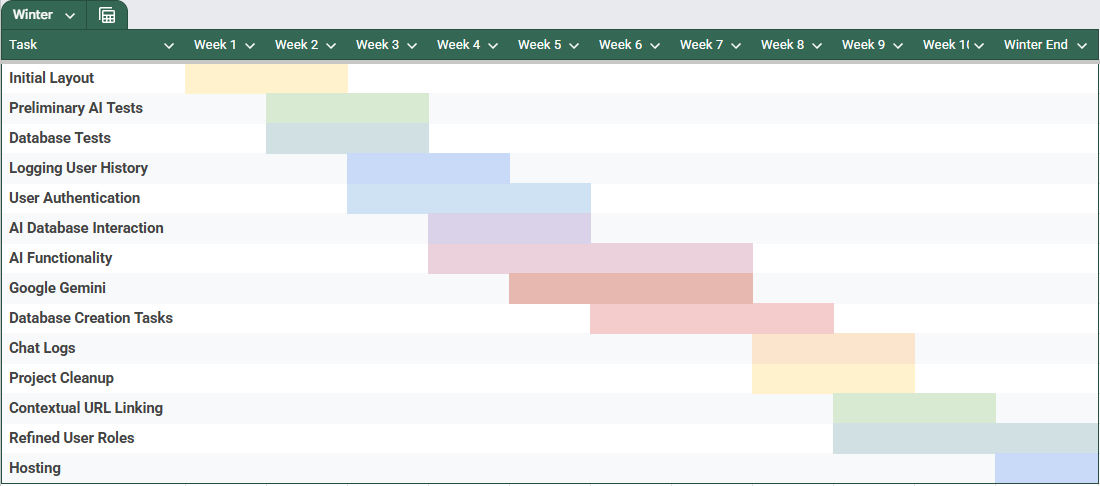 Winter
Task Week 1 Week 2 Week 3 Week 4 Week 5 Week 6 Week 7 Week 8 Week 9 Week 1( Winter End
Initial Layout
Preliminary AI Tests
Database Tests
Logging User History
User Authentication
AI Database Interaction
AI Functionality
Google Gemini
Database Creation Tasks
Chat Logs
Project Cleanup
Contextual URL Linking
Refined User Roles
Hosting